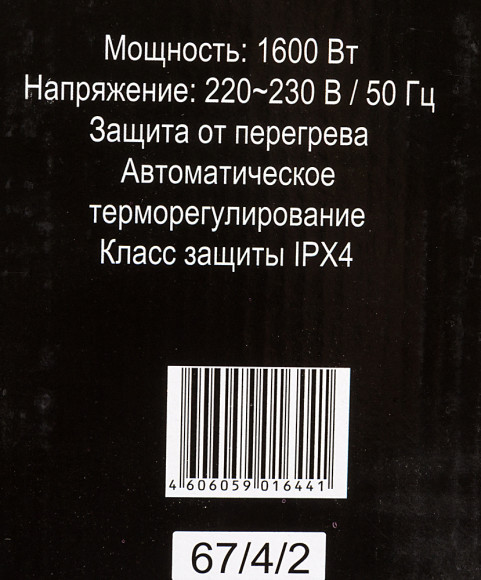 Мощность: 1600 Вт
Напряжение: 220~230 В / 50 Гц
Защита от перегрева
Автоматическое
терморегулирование
Класс защиты IPX4
4 606059 016441
67/4/2